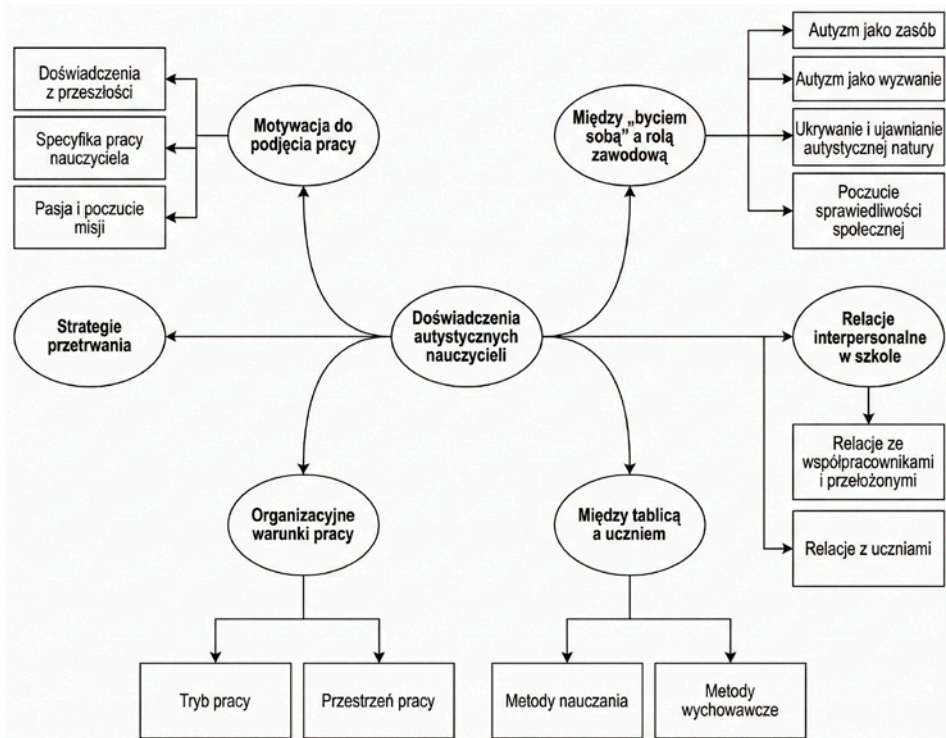 Doświadczenia
z przeszłości
Specyfika pracy
nauczyciela
Pasja i poczucie
misji
Motywacja do
podjęcia pracy
Między „byciem
sobą” a rolą
zawodową
Autyzm jako zasób
Autyzm jako wyzwanie
Ukrywanie i ujawnianie
autystycznej natury
Poczucie
sprawiedliwości
społecznej
Strategie
przetrwania
Doświadczenia
autystycznych
nauczycieli
Relacje
interpersonalne
w szkole
Relacje ze
współpracownikami
i przełożonymi
Relacje z uczniami
Organizacyjne
warunki pracy
Między tablicą
a uczniem
Tryb pracy
Przestrzeń pracy
Metody nauczania
Metody
wychowawcze